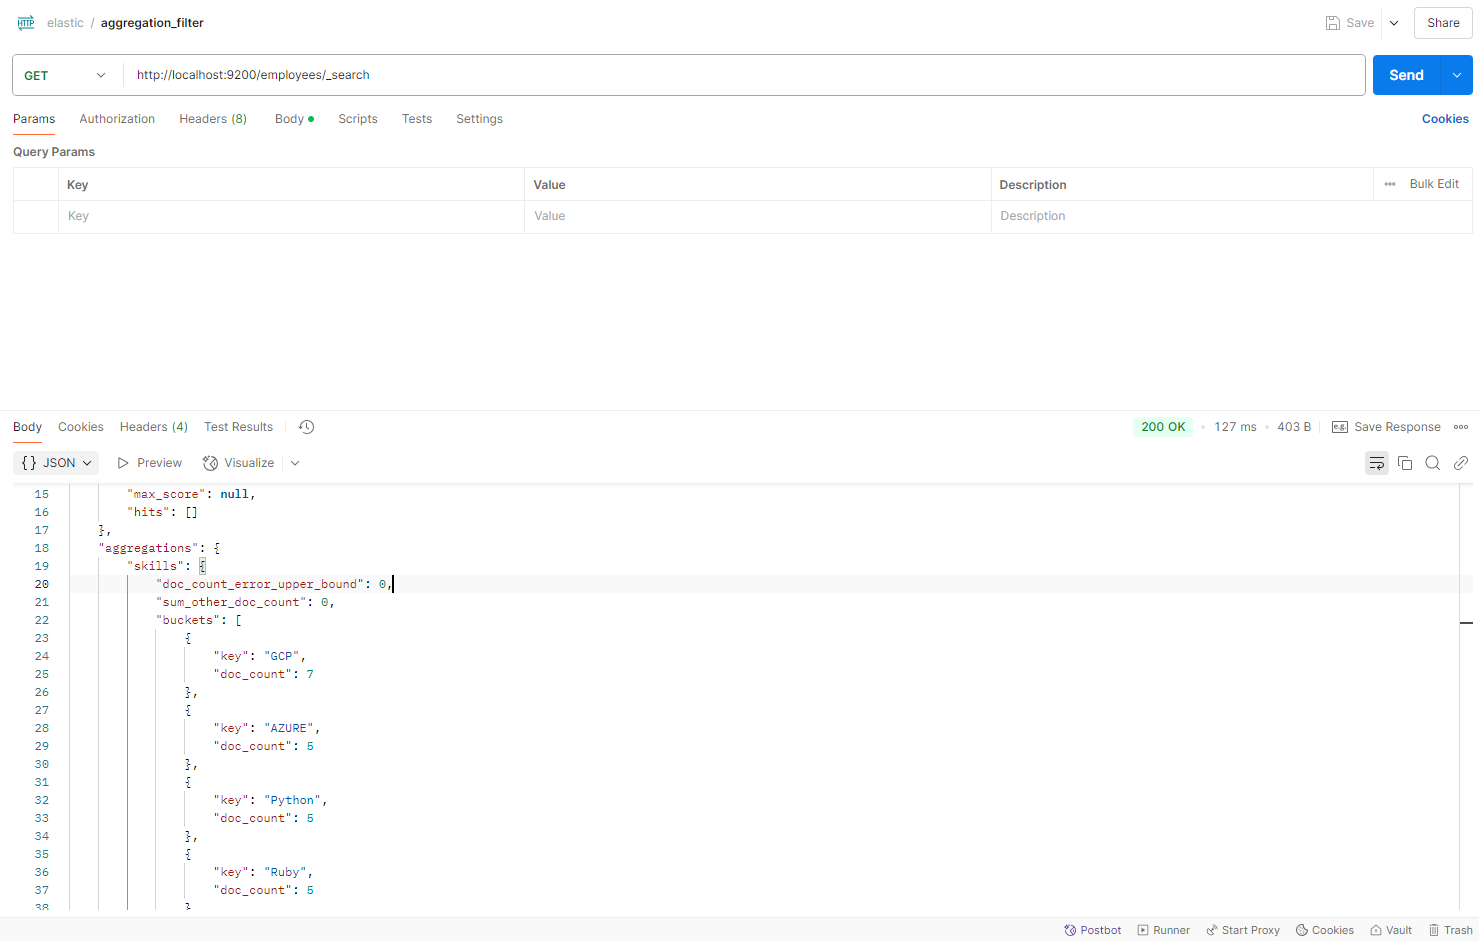 HTTP elastic / aggregation_filter Save Share
GET http://localhost:9200/employees/_search Send
Params Authorization Headers (8) Body Scripts Tests Settings Cookies
Query Params
Key Value Description Bulk Edit
Key Value Description
Body Cookies Headers (4) Test Results 200 OK 127 ms 403 B e.g. Save Response
{} JSON Preview Visualize
15 "max_score": null,
16 "hits": []
17 },
18 "aggregations": {
19 "skills": {
20 "doc_count_error_upper_bound": 0,
21 "sum_other_doc_count": 0,
22 "buckets": [
23 {
24 "key": "GCP",
25 "doc_count": 7
26 },
27 {
28 "key": "AZURE",
29 "doc_count": 5
30 },
31 {
32 "key": "Python",
33 "doc_count": 5
34 },
35 {
36 "key": "Ruby",
37 "doc_count": 5
38 }
Postbot Runner Start Proxy Cookies Vault Trash